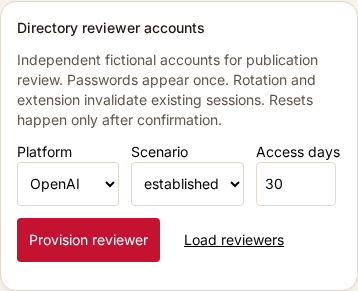 Directory reviewer accounts
Independent fictional accounts for publication
review. Passwords appear once. Rotation and
extension invalidate existing sessions. Resets
happen only after confirmation.
Platform Scenario Access days
OpenAI established 30
Provision reviewer Load reviewers